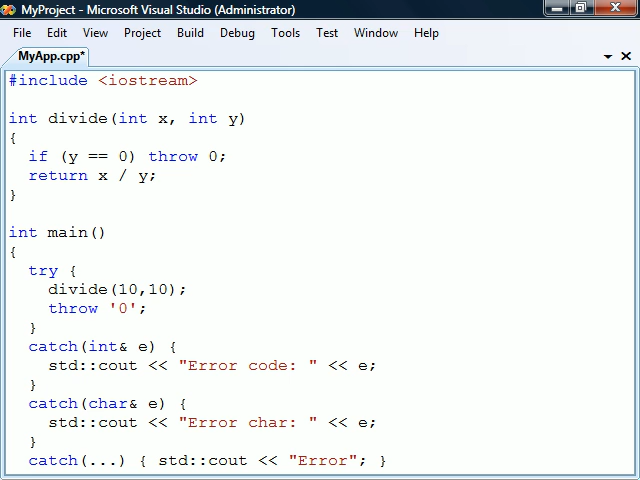 MyProject - Microsoft Visual Studio (Administrator)
File Edit View Project Build Debug Tools Test Window Help
MyApp.cpp*
#include <iostream>
int divide(int x, int y)
{
if (y == 0) throw 0;
return x / y;
}
int main()
{
try {
divide(10,10);
throw '0';
}
catch(int& e) {
std::cout << "Error code: " << e;
}
catch(char& e) {
std::cout << "Error char: " << e;
}
catch(...) { std::cout << "Error"; }